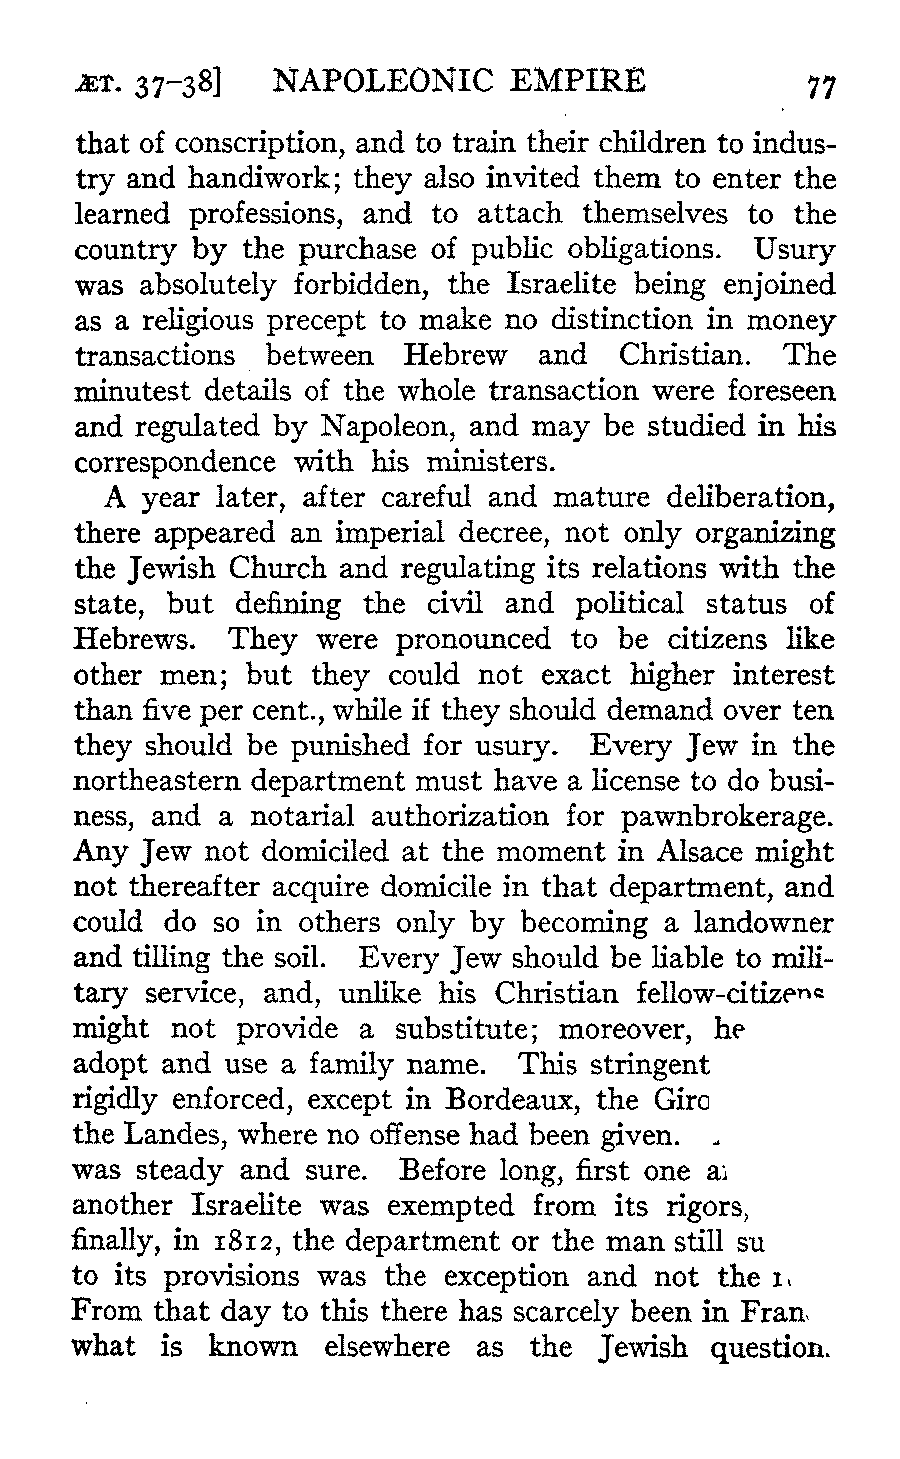 ÆT. 37–38] NAPOLEONIC EMPIRE 77
that of conscription, and to train their children to indus-
try and handiwork; they also invited them to enter the
learned professions, and to attach themselves to the
country by the purchase of public obligations. Usury
was absolutely forbidden, the Israelite being enjoined
as a religious precept to make no distinction in money
transactions between Hebrew and Christian. The
minutest details of the whole transaction were foreseen
and regulated by Napoleon, and may be studied in his
correspondence with his ministers.
A year later, after careful and mature deliberation,
there appeared an imperial decree, not only organizing
the Jewish Church and regulating its relations with the
state, but defining the civil and political status of
Hebrews. They were pronounced to be citizens like
other men; but they could not exact higher interest
than five per cent., while if they should demand over ten
they should be punished for usury. Every Jew in the
northeastern department must have a license to do busi-
ness, and a notarial authorization for pawnbrokerage.
Any Jew not domiciled at the moment in Alsace might
not thereafter acquire domicile in that department, and
could do so in others only by becoming a landowner
and tilling the soil. Every Jew should be liable to mili-
tary service, and, unlike his Christian fellow-citizens
might not provide a substitute; moreover, he
adopt and use a family name. This stringent
rigidly enforced, except in Bordeaux, the
the Landes, where no offense had been given.
was steady and sure. Before long, first one
another Israelite was exempted from its rigors,
finally, in 1812, the department or the man still
to its provisions was the exception and not the
From that day to this there has scarcely been in
what is known elsewhere as the Jewish question.